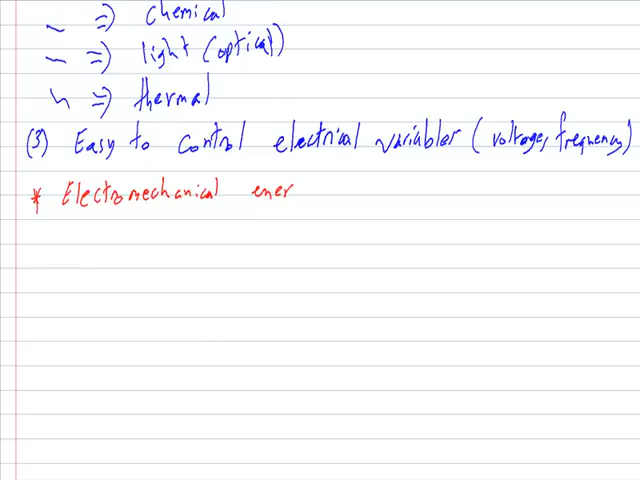 ~ => chemical
~ => light (optical)
~ => thermal
(3) Easy to control electrical variables (voltage, frequency)
* Electromechanical ener